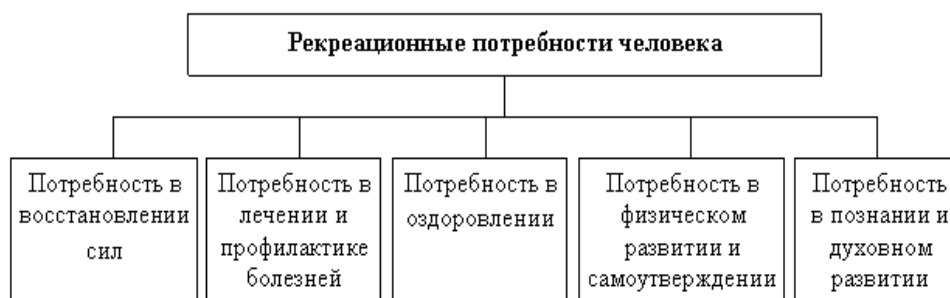 Рекреационные потребности человека
Потребность в
восстановлении
сил
Потребность в
лечении и
профилактике
болезней
Потребность в
оздоровлении
Потребность в
физическом
развитии и
самоутверждении
Потребность
в познании и
духовном
развитии